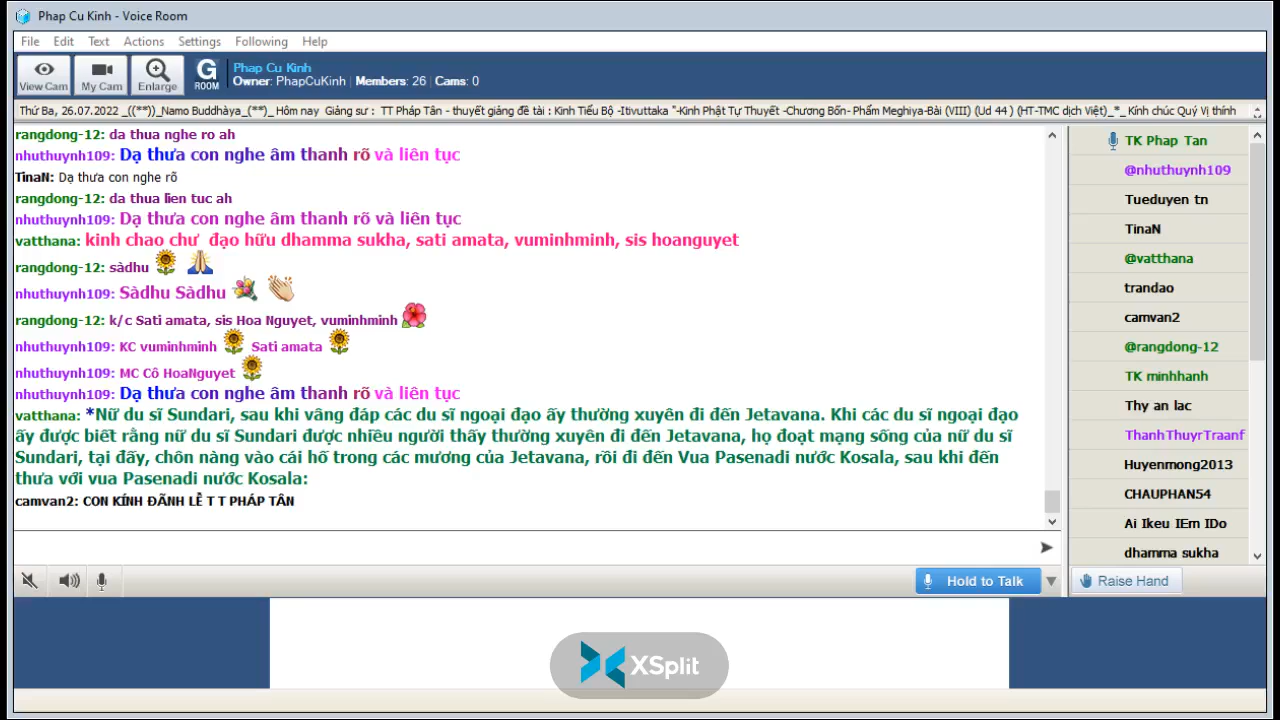 Phap Cu Kinh - Voice Room
File Edit Text Actions Settings Following Help
View Cam My Cam Enlarge G ROOM
Phap Cu Kinh
Owner: PhapCuKinh | Members: 26 | Cams: 0
Thứ Ba, 26.07.2022 _((**))_Namo Buddhàya_(**)_ Hôm nay Giảng sư : TT Pháp Tân - thuyết giảng đề tài : Kinh Tiểu Bộ -Itivuttaka "-Kinh Phật Tự Thuyết -Chương Bốn- Phẩm Meghiya-Bài (VIII) (Ud 44 ) (HT-TMC dịch Việt)_*_ Kính chúc Quý Vị thính
rangdong-12: da thua nghe ro ah
nhuthuynh109: Dạ thưa con nghe âm thanh rõ và liên tục
TinaN: Dạ thưa con nghe rõ
rangdong-12: da thua lien tuc ah
nhuthuynh109: Dạ thưa con nghe âm thanh rõ và liên tục
vatthana: kinh chao chư đạo hữu dhamma sukha, sati amata, vuminhminh, sis hoanguyet
rangdong-12: sàdhu
nhuthuynh109: Sàdhu Sàdhu
rangdong-12: k/c Sati amata, sis Hoa Nguyet, vuminhminh
nhuthuynh109: KC vuminhminh Sati amata
nhuthuynh109: MC Cô HoaNguyet
nhuthuynh109: Dạ thưa con nghe âm thanh rõ và liên tục
vatthana: *Nữ du sĩ Sundari, sau khi vâng đáp các du sĩ ngoại đạo ấy thường xuyên đi đến Jetavana. Khi các du sĩ ngoại đạo
ấy được biết rằng nữ du sĩ Sundari được nhiều người thấy thường xuyên đi đến Jetavana, họ đoạt mạng sống của nữ du sĩ
Sundari, tại đấy, chôn nàng vào cái hố trong các mương của Jetavana, rồi đi đến Vua Pasenadi nước Kosala, sau khi đến
thưa với vua Pasenadi nước Kosala:
camvan2: CON KÍNH ĐÃNH LỄ T T PHÁP TÂN
TK Phap Tan
@nhuthuynh109
Tueduyen tn
TinaN
@vatthana
trandao
camvan2
@rangdong-12
TK minhhanh
Thy an lac
ThanhThuyrTraanf
Huyenmong2013
CHAUPHAN54
Ai Ikeu IEm IDo
dhamma sukha
Hold to Talk
Raise Hand
XSplit